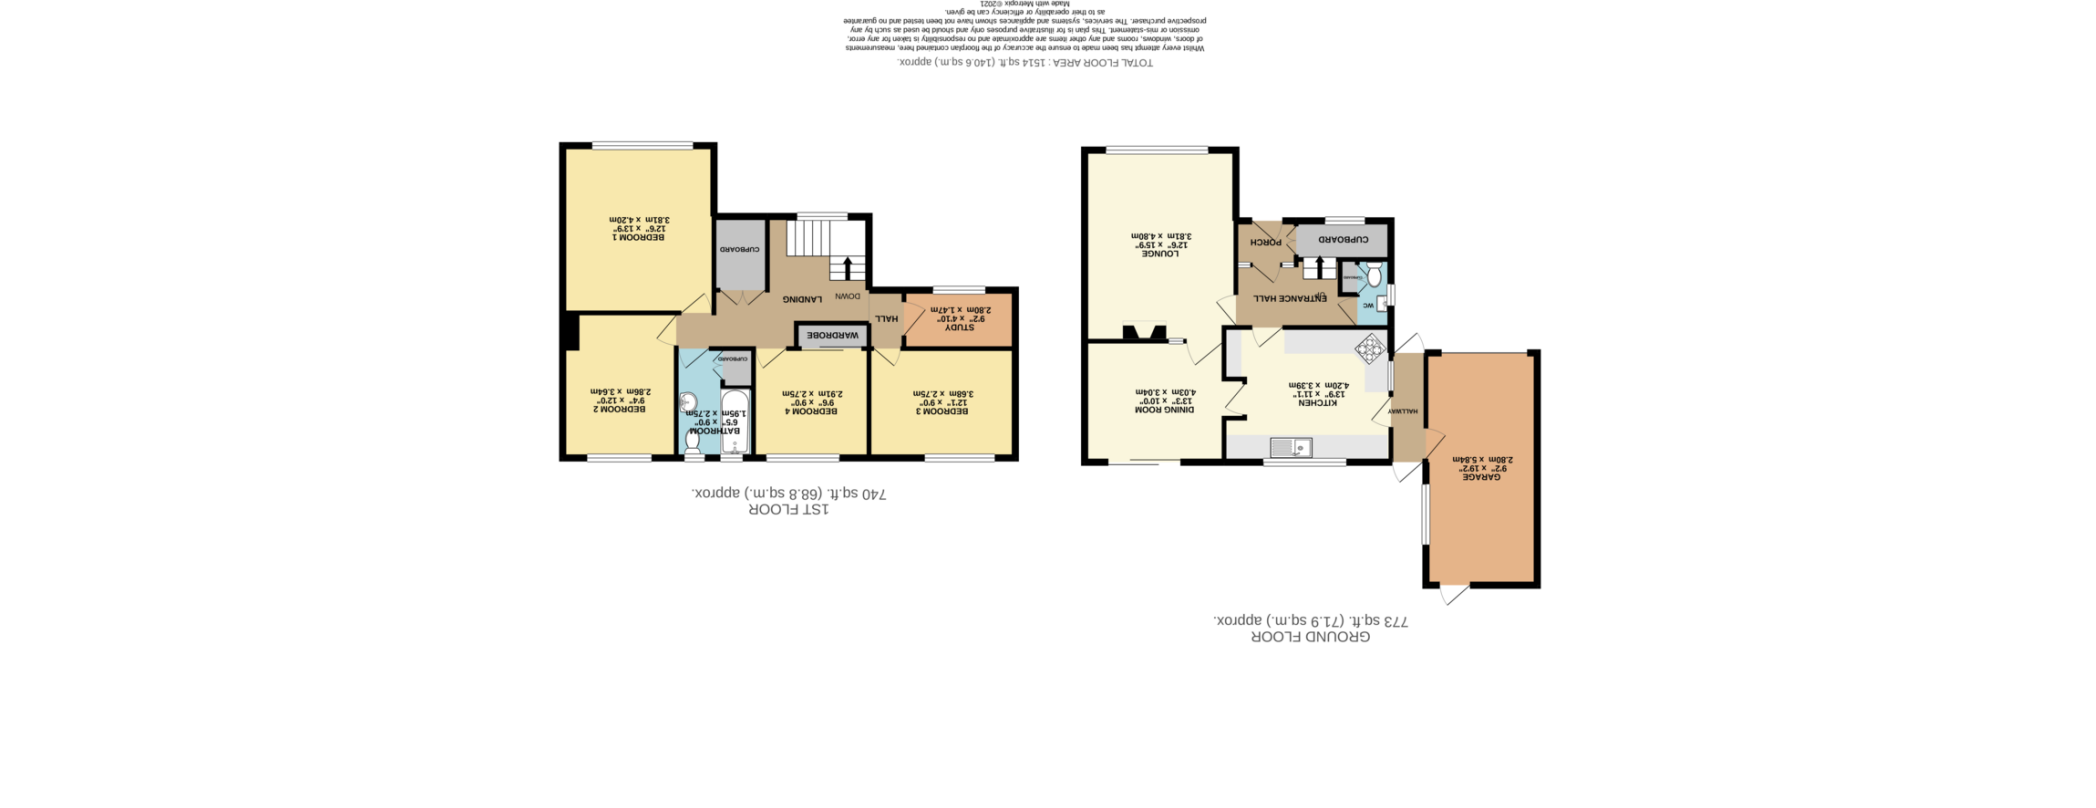 GROUND FLOOR
773 sq.ft. (71.9 sq.m.) approx.
GARAGE
9'2" x 19'2"
2.80m x 5.84m
HALLWAY
KITCHEN
13'9" x 11'1"
4.20m x 3.39m
DINING ROOM
13'3" x 10'0"
4.03m x 3.04m
WC
CUPBOARD
UP
ENTRANCE HALL
CUPBOARD
PORCH
LOUNGE
12'6" x 15'9"
3.81m x 4.80m
1ST FLOOR
740 sq.ft. (68.8 sq.m.) approx.
BEDROOM 3
12'1" x 9'0"
3.68m x 2.75m
BEDROOM 4
9'6" x 9'0"
2.91m x 2.75m
BATHROOM
6'5" x 9'0"
1.95m x 2.75m
CUPBOARD
BEDROOM 2
9'4" x 12'0"
2.86m x 3.64m
WARDROBE
STUDY
9'2" x 4'10"
2.80m x 1.47m
HALL
DOWN
LANDING
CUPBOARD
BEDROOM 1
12'6" x 13'9"
3.81m x 4.20m
TOTAL FLOOR AREA : 1514 sq.ft. (140.6 sq.m.) approx.
Whilst every attempt has been made to ensure the accuracy of the floorplan contained here, measurements
of doors, windows, rooms and any other items are approximate and no responsibility is taken for any error,
omission or mis-statement. This plan is for illustrative purposes only and should be used as such by any
prospective purchaser. The services, systems and appliances shown have not been tested and no guarantee
as to their operability or efficiency can be given.
Made with Metropix ©2021